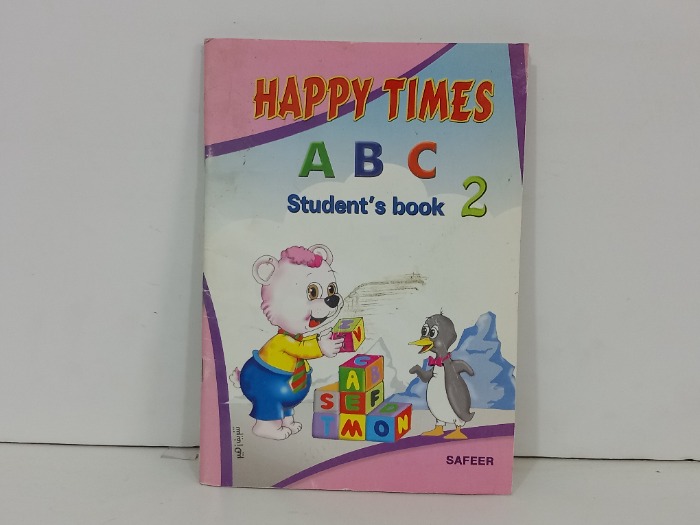 HAPPY TIMES
A B C
Student's book 2
I
V
C
B
A
S E F D
T M O N
SAFEER